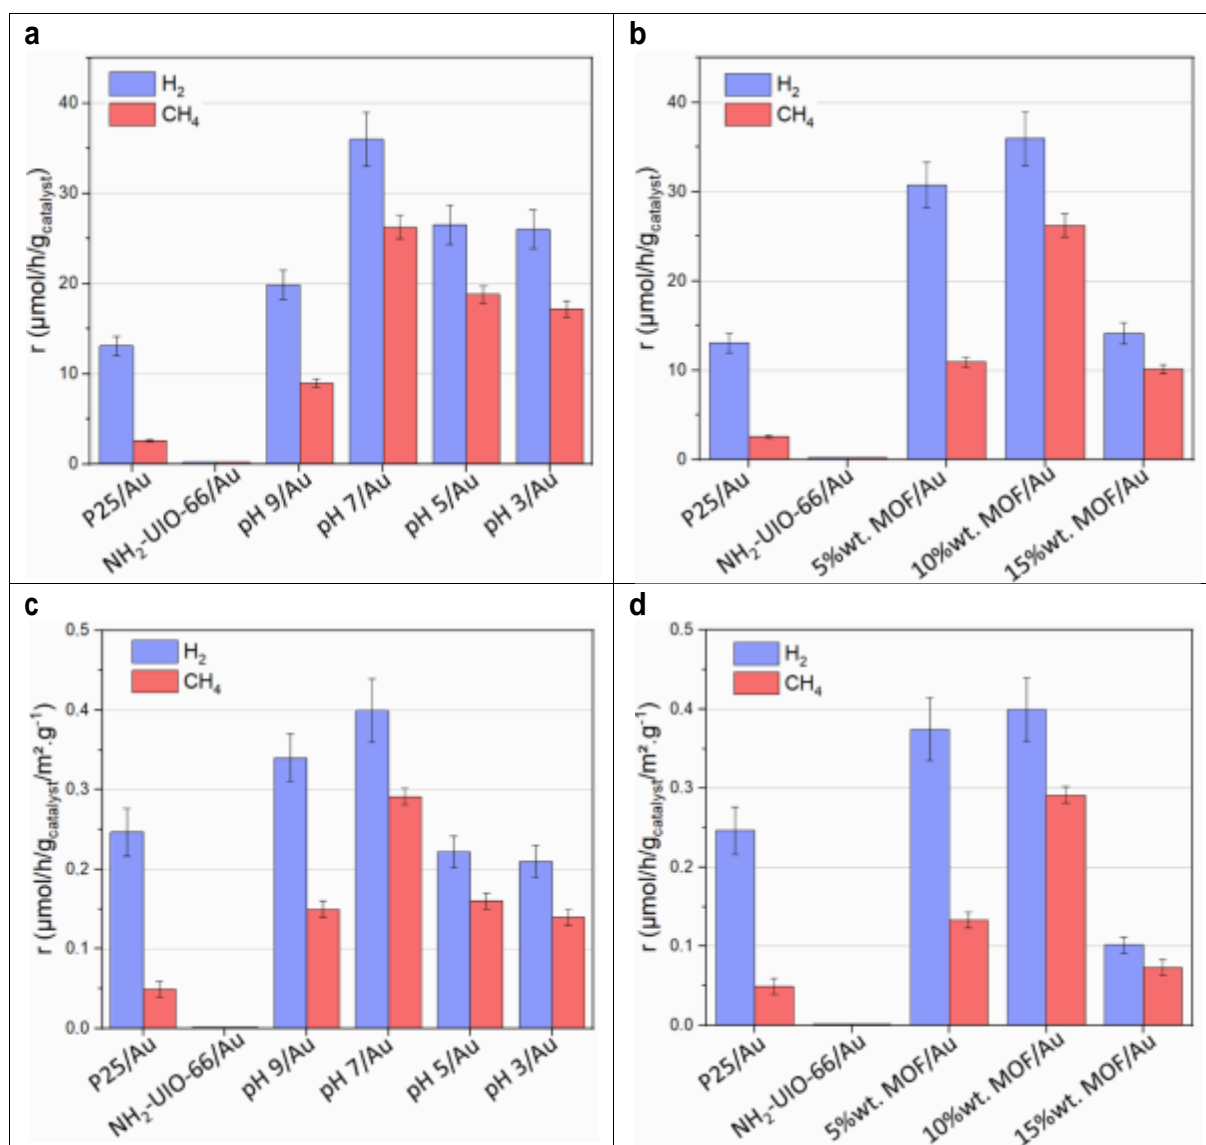 a
H₂
CH₄
r (μmol/h/g_catalyst)
40
30
20
10
0
P25/Au
NH₂-UIO-66/Au
pH 9/Au
pH 7/Au
pH 5/Au
pH 3/Au
b
H₂
CH₄
r (μmol/h/g_catalyst)
40
30
20
10
0
P25/Au
NH₂-UIO-66/Au
5%wt. MOF/Au
10%wt. MOF/Au
15%wt. MOF/Au
c
H₂
CH₄
r (μmol/h/g_catalyst/m².g⁻¹)
0.5
0.4
0.3
0.2
0.1
0.0
P25/Au
NH₂-UIO-66/Au
pH 9/Au
pH 7/Au
pH 5/Au
pH 3/Au
d
H₂
CH₄
r (μmol/h/g_catalyst/m².g⁻¹)
0.5
0.4
0.3
0.2
0.1
0.0
P25/Au
NH₂-UIO-66/Au
5%wt. MOF/Au
10%wt. MOF/Au
15%wt. MOF/Au